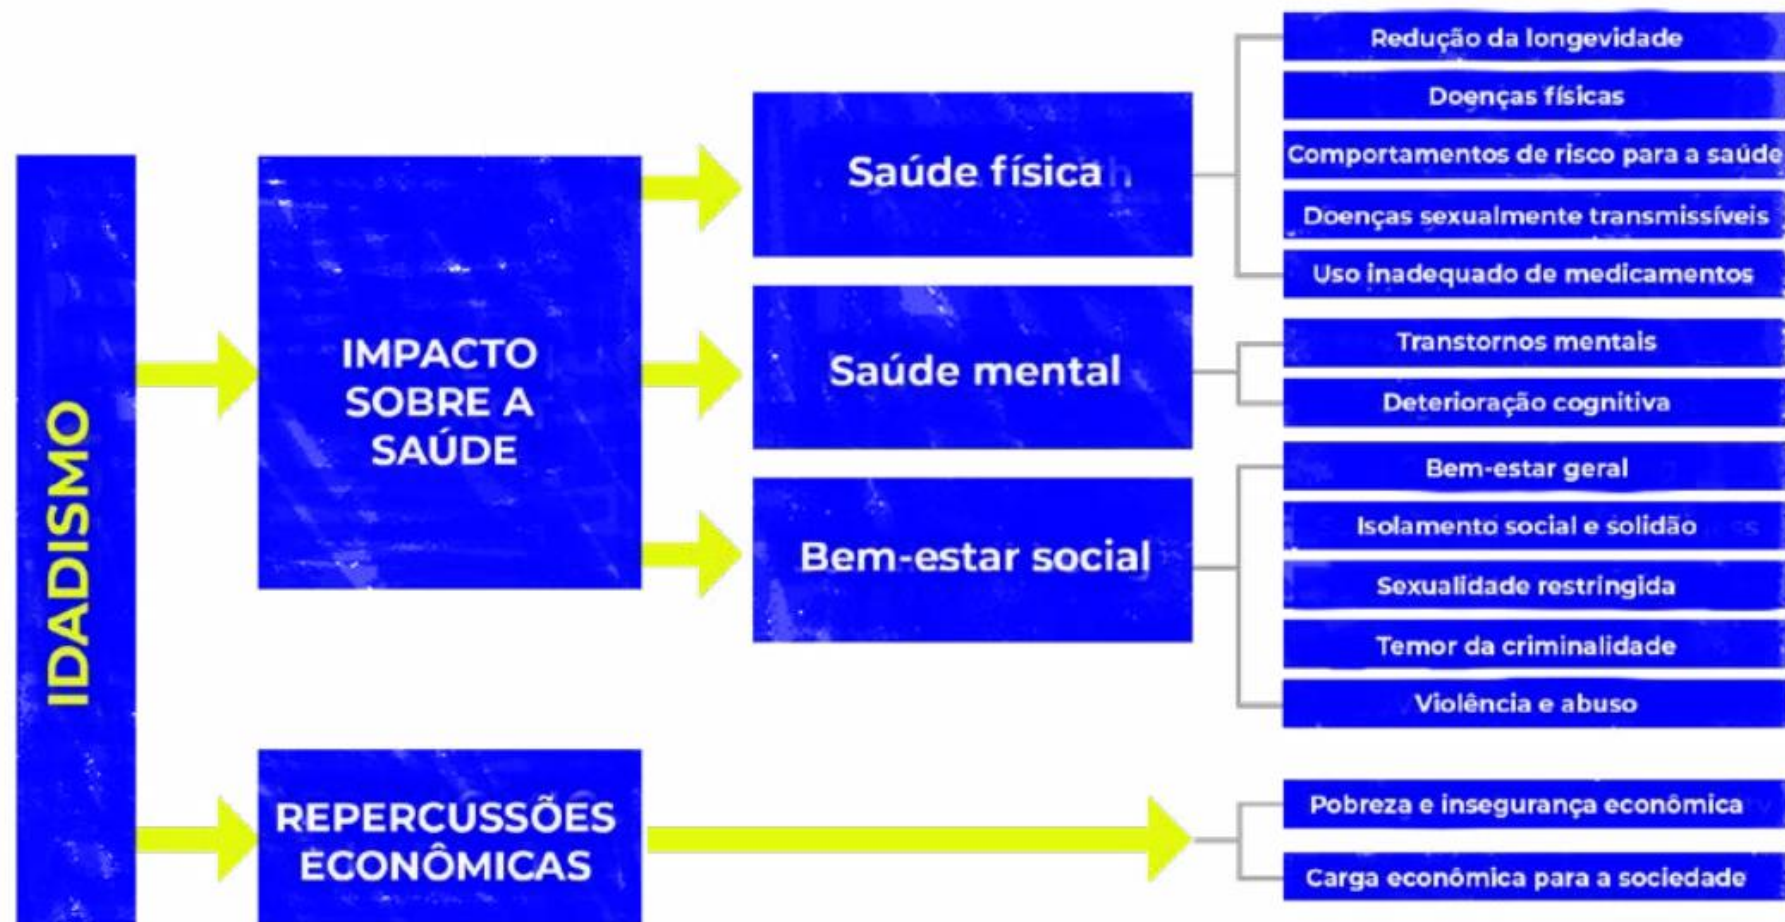 IDADISMO
IMPACTO
SOBRE A
SAÚDE
Saúde física
Redução da longevidade
Doenças físicas
Comportamentos de risco para a saúde
Doenças sexualmente transmissíveis
Uso inadequado de medicamentos
Saúde mental
Transtornos mentais
Deterioração cognitiva
Bem-estar social
Bem-estar geral
Isolamento social e solidão
Sexualidade restringida
Temor da criminalidade
Violência e abuso
REPERCUSSÕES
ECONÔMICAS
Pobreza e insegurança econômica
Carga econômica para a sociedade